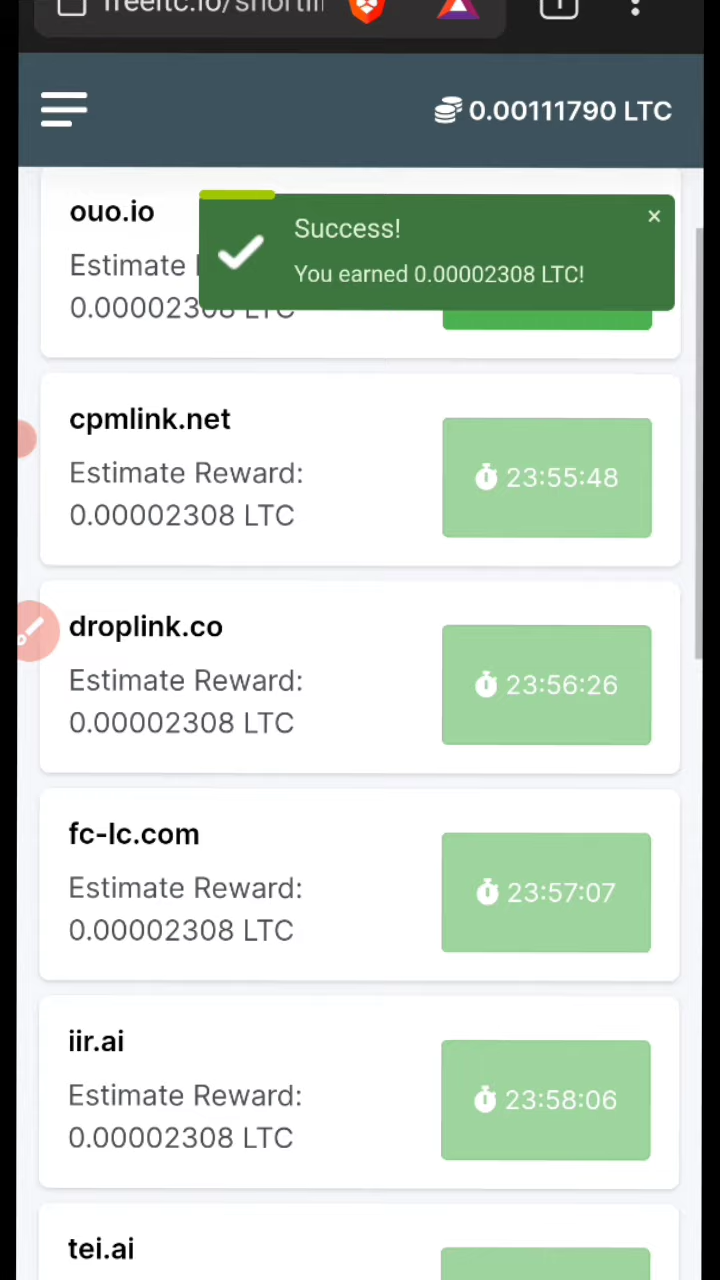 0.00111790 LTC
ouo.io
Success!
×
Estimate
You earned 0.00002308 LTC!
0.00002308 LTC
cpmlink.net
Estimate Reward:
0.00002308 LTC
23:55:48
droplink.co
Estimate Reward:
0.00002308 LTC
23:56:26
fc-lc.com
Estimate Reward:
0.00002308 LTC
23:57:07
iir.ai
Estimate Reward:
0.00002308 LTC
23:58:06
tei.ai